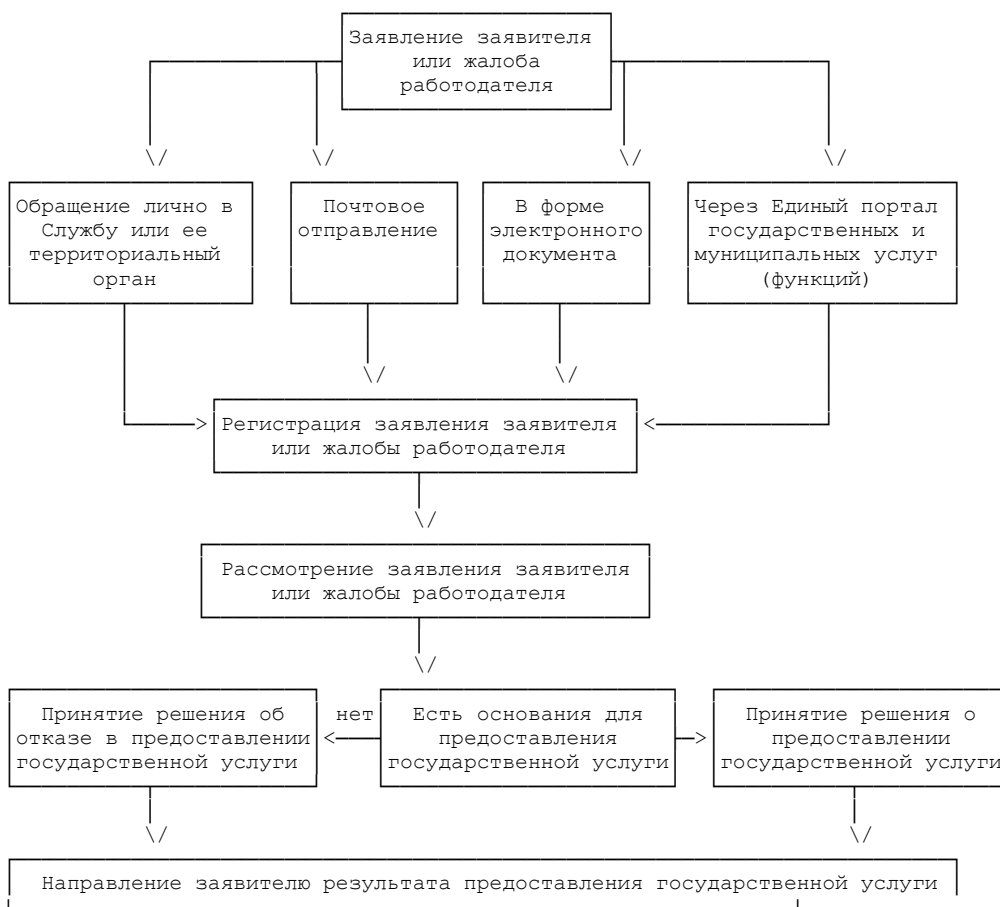 Заявление заявителя
или жалоба
работодателя
Обращение лично в
Службу или ее
территориальный
орган
Почтовое
отправление
В форме
электронного
документа
Через Единый портал
государственных и
муниципальных услуг
(функций)
Регистрация заявления заявителя
или жалобы работодателя
Рассмотрение заявления заявителя
или жалобы работодателя
Принятие решения об
отказе в предоставлении
государственной услуги
нет
Есть основания для
предоставления
государственной услуги
Принятие решения о
предоставлении
государственной услуги
Направление заявителю результата предоставления государственной услуги